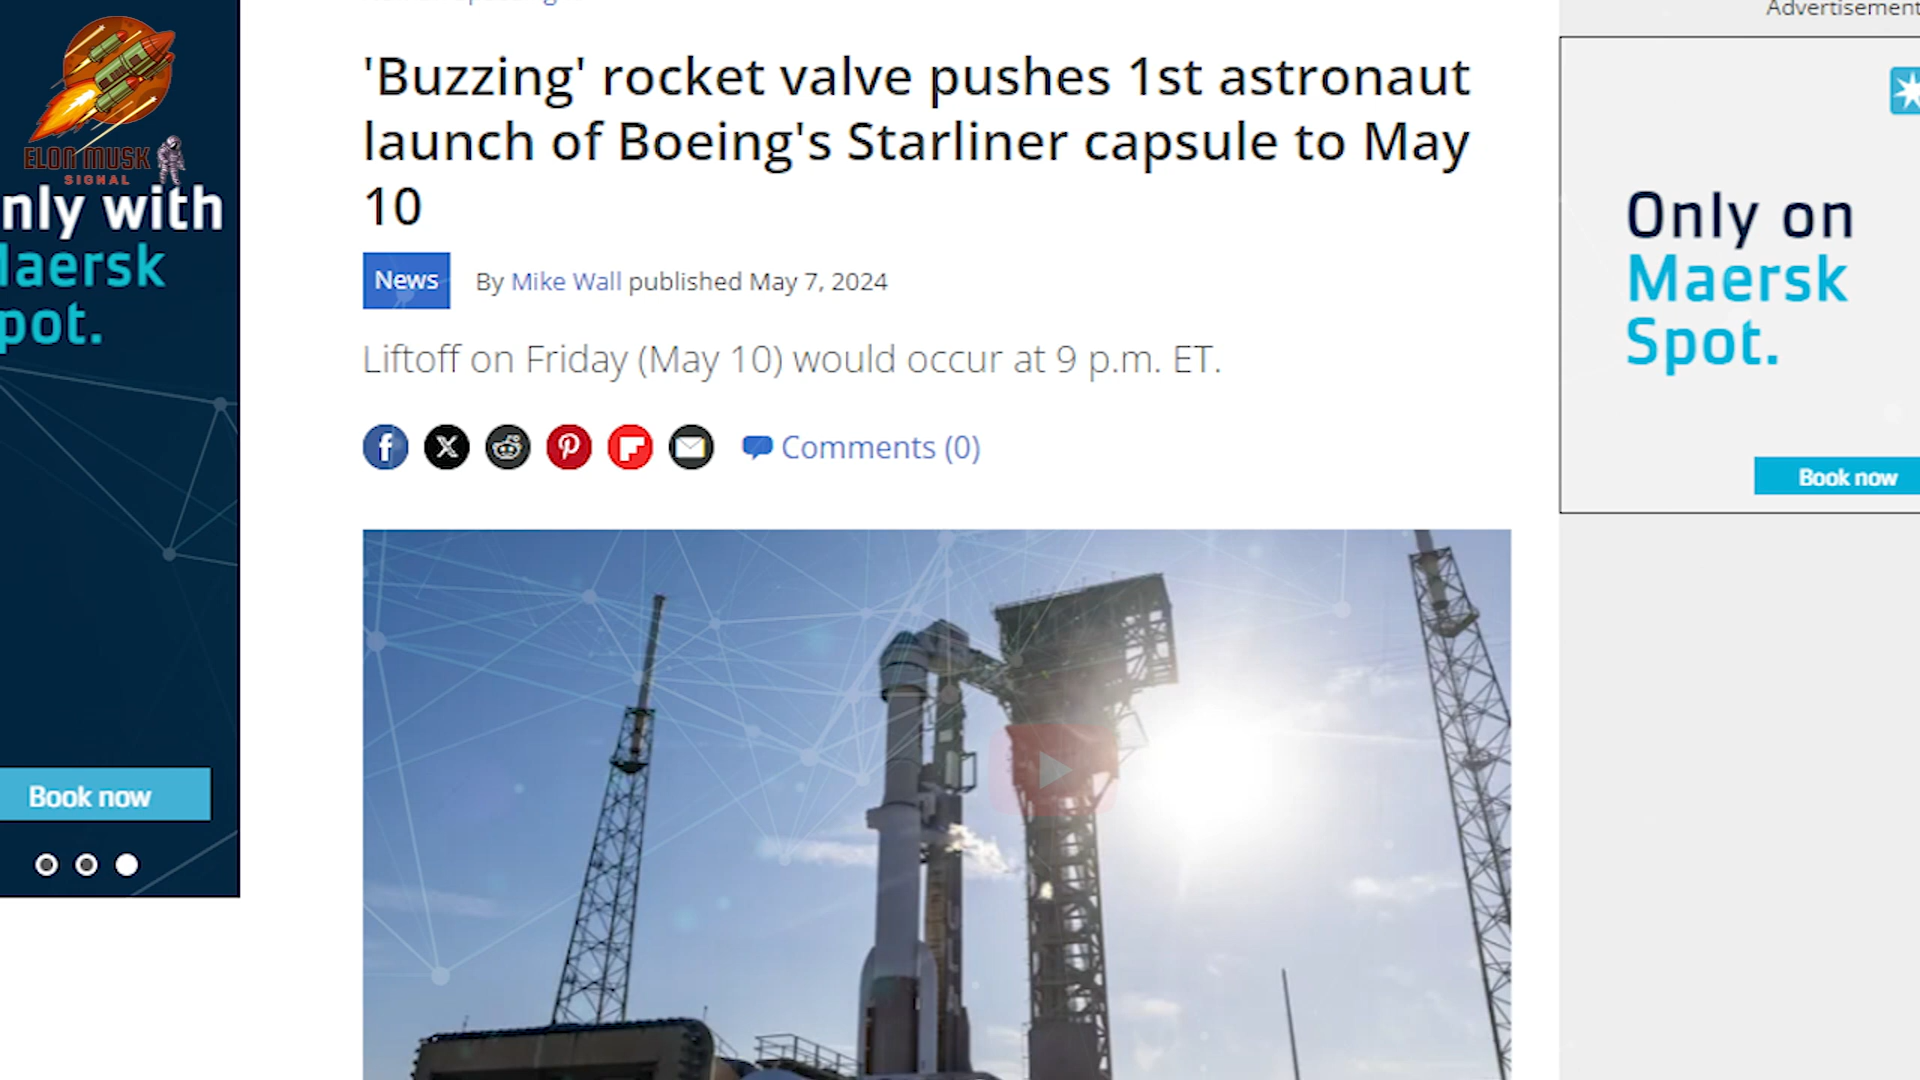 Advertisement
'Buzzing' rocket valve pushes 1st astronaut
launch of Boeing's Starliner capsule to May
10
News
By Mike Wall published May 7, 2024
Liftoff on Friday (May 10) would occur at 9 p.m. ET.
Comments (0)
ELON MUSK
SIGNAL
nly with
laersk
pot.
Book now
Only on
Maersk
Spot.
Book now